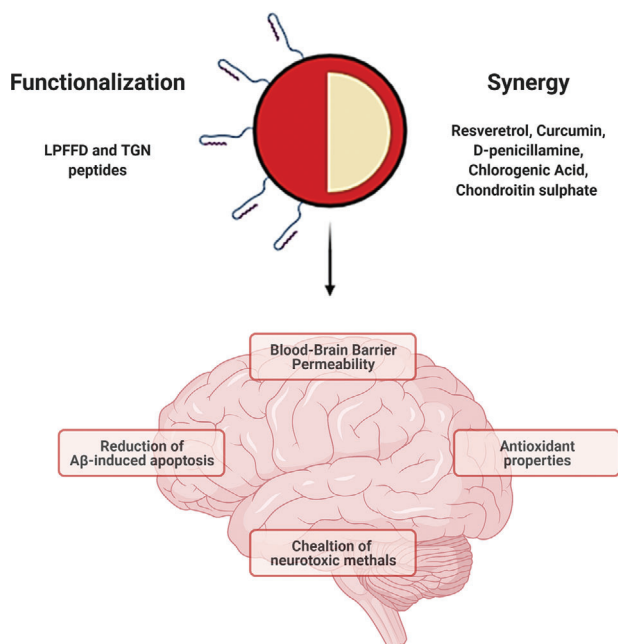 Functionalization
LPFFD and TGN
peptides
Synergy
Resveretrol, Curcumin,
D-penicillamine,
Chlorogenic Acid,
Chondroitin sulphate
Blood-Brain Barrier
Permeability
Reduction of
Aβ-induced apoptosis
Antioxidant
properties
Chealtion of
neurotoxic methals